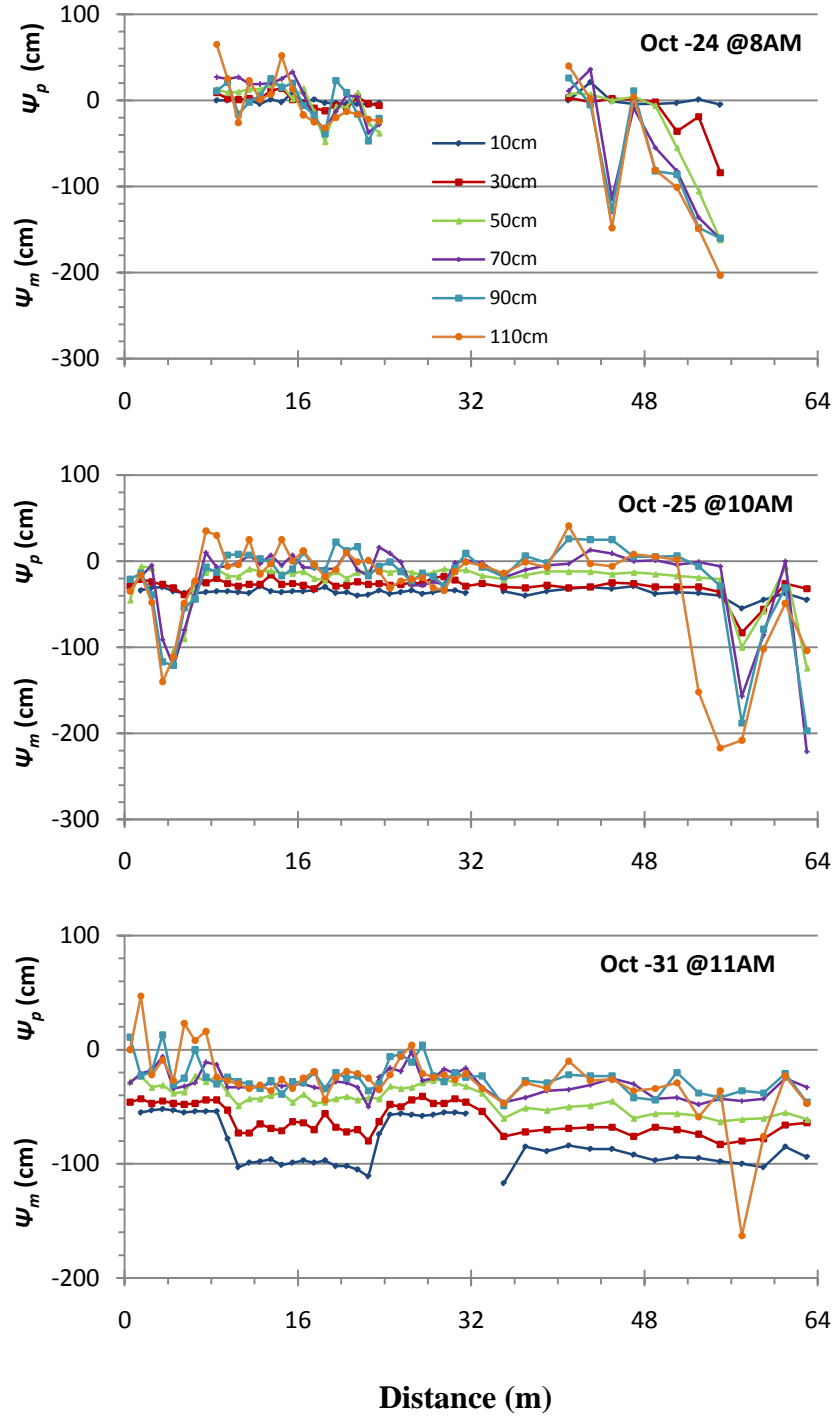 100
0
-100
-200
-300
Ψm (cm)
Ψp (cm)
Oct -24 @8AM
10cm
30cm
50cm
70cm
90cm
110cm
0
16
32
48
64
100
0
-100
-200
-300
Ψm (cm)
Ψp (cm)
Oct -25 @10AM
0
16
32
48
64
100
0
-100
-200
Ψm (cm)
Ψp (cm)
Oct -31 @11AM
0
16
32
48
64
Distance (m)